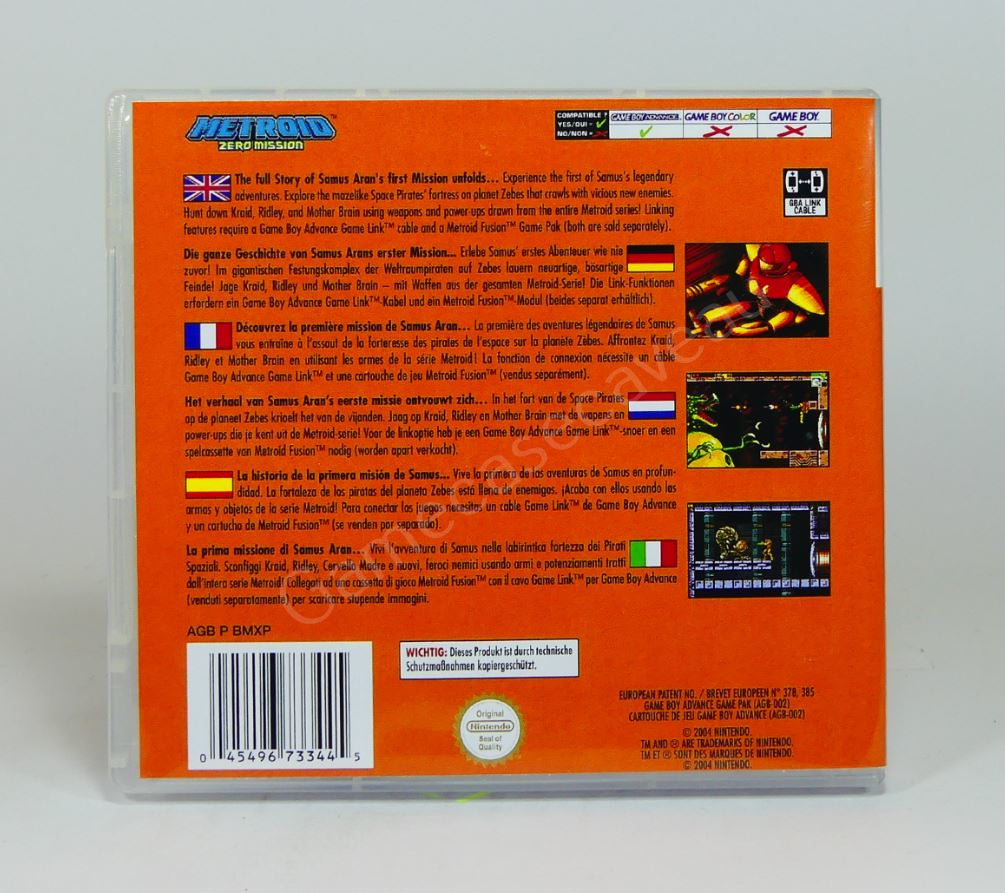 METROID™
ZERO MISSION
COMPATIBLE ?
YES/OUI =
NO/NON =
GAME BOY ADVANCE
GAME BOY COLOR
GAME BOY
GBA LINK
CABLE
The full Story of Samus Aran's first Mission unfolds... Experience the first of Samus's legendary
adventures. Explore the mazelike Space Pirates' fortress on planet Zebes that crawls with vicious new enemies.
Hunt down Kraid, Ridley, and Mother Brain using weapons and power-ups drawn from the entire Metroid series! Linking
features require a Game Boy Advance Game Link™ cable and a Metroid Fusion™ Game Pak (both are sold separately).
Die ganze Geschichte von Samus Arans erster Mission... Erlebe Samus' erstes Abenteuer wie nie
zuvor! Im gigantischen Festungskomplex der Weltraumpiraten auf Zebes lauern neuartige, bösartige
Feinde! Jage Kraid, Ridley und Mother Brain – mit Waffen aus der gesamten Metroid-Serie! Die Link-Funktionen
erfordern ein Game Boy Advance Game Link™-Kabel und ein Metroid Fusion™-Modul (beides separat erhältlich).
Découvrez la première mission de Samus Aran... La première des aventures légendaires de Samus
vous entraîne à l'assaut de la forteresse des pirates de l'espace sur la planète Zèbes. Affrontez Kraid,
Ridley et Mother Brain en utilisant les armes de la série Metroid! La fonction de connexion nécessite un câble
Game Boy Advance Game Link™ et une cartouche de jeu Metroid Fusion™ (vendus séparément).
Het verhaal van Samus Aran's eerste missie ontvouwt zich... In het fort van de Space Pirates
op de planeet Zebes krioelt het van de vijanden. Jaag op Kraid, Ridley en Mother Brain met de wapens en
power-ups die je kent uit de Metroid-serie! Voor de linkoptie heb je een Game Boy Advance Game Link™-snoer en een
spelcassette van Metroid Fusion™ nodig (worden apart verkocht).
La historia de la primera misión de Samus... Vive la primera de las aventuras de Samus en profun-
didad. La fortaleza de los piratas del planeta Zebes está llena de enemigos. ¡Acaba con ellos usando las
armas y objetos de la serie Metroid! Para conectar los juegos necesitas un cable Game Link™ de Game Boy Advance
y un cartucho de Metroid Fusion™ (se venden por separado).
La prima missione di Samus Aran... Vivi l'avventura di Samus nella labirintica fortezza dei Pirati
Spaziali. Sconfiggi Kraid, Ridley, Cervello Madre e nuovi, feroci nemici usando armi e potenziamenti tratti
dall'intera serie Metroid! Collegati ad una cassetta di gioco Metroid Fusion™ con il cavo Game Link™ per Game Boy Advance
(venduti separatamente) per scaricare stupende immagini.
Gamecasescaveau
AGB P BMXP
WICHTIG: Dieses Produkt ist durch technische
Schutzmaßnahmen kopiergeschützt.
0 45496 73344 5
Original
Nintendo
Seal of
Quality
EUROPEAN PATENT NO. / BREVET EUROPEEN N° 378, 385
GAME BOY ADVANCE GAME PAK (AGB-002)
CARTOUCHE DE JEU GAME BOY ADVANCE (AGB-002)
© 2004 NINTENDO.
TM AND ® ARE TRADEMARKS OF NINTENDO.
TM ET ® SONT DES MARQUES DE NINTENDO.
© 2004 NINTENDO.